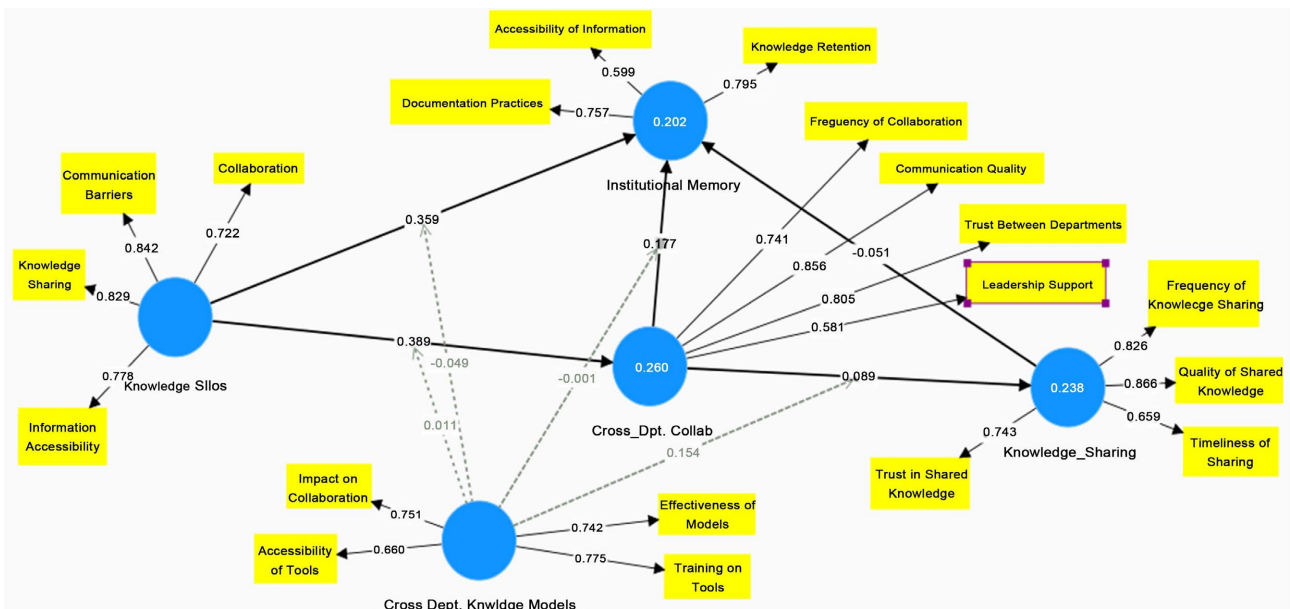 Accessibility of Information
Knowledge Retention
0.599
0.795
Documentation Practices
0.757
0.202
Freguency of Collaboration
Institutional Memory
Communication
Barriers
Collaboration
Communication Quality
0.842
0.722
0.359
0.177
0.741
-0.051
Trust Between Departments
Knowledge
Sharing
0.829
0.856
Leadership Support
Frequency of
Knowlecge Sharing
0.805
0.581
0.389
0.826
0.778
Knowledge Sllos
-0.049
-0.001
0.260
0.089
0.238
0.866
Quality of Shared
Knowledge
0.659
Information
Accessibility
0.011
Cross_Dpt. Collab
0.154
0.743
Knowledge_Sharing
Timeliness of
Sharing
Trust in Shared
Knowledge
Impact on
Collaboration
0.751
0.742
Effectiveness of
Models
Accessibility
of Tools
0.660
0.775
Training on
Tools
Cross Dept. Knwldge Models